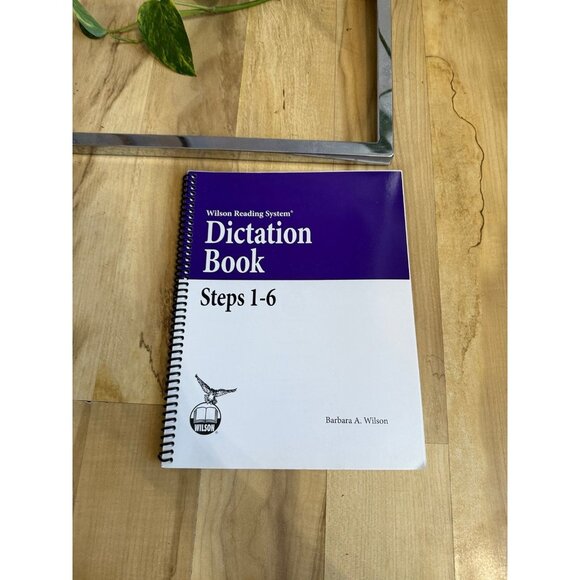 Wilson Reading System®
Dictation
Book
Steps 1-6
WILSON
Barbara A. Wilson